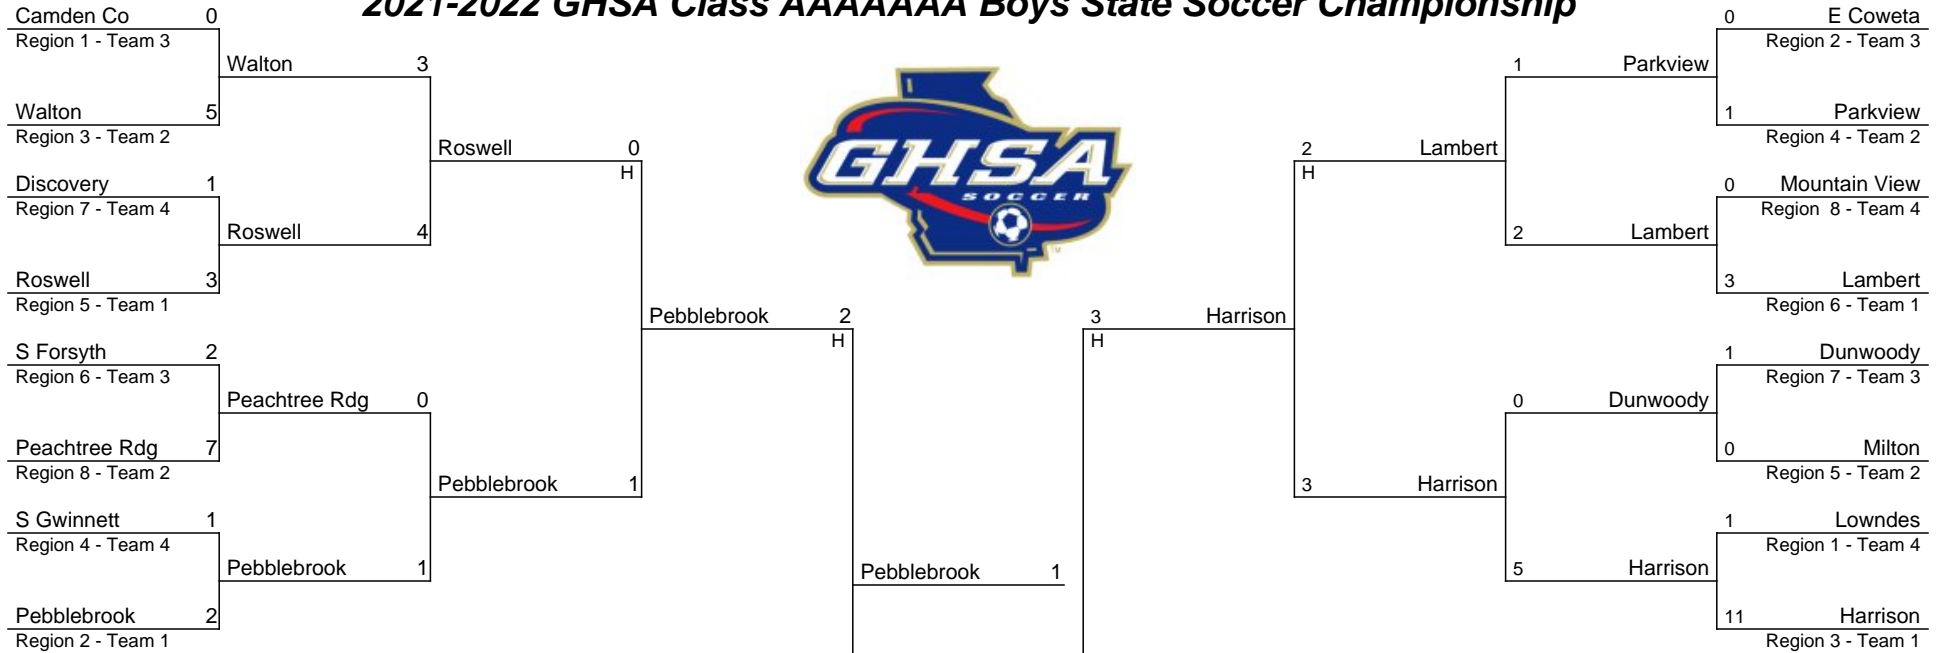 2021-2022 GHSA Class AAAAAAA Boys State Soccer Championship
Camden Co 0
Region 1 - Team 3
Walton 3
Walton 5
Region 3 - Team 2
Roswell 0
H
Discovery 1
Region 7 - Team 4
Roswell 4
Roswell 3
Region 5 - Team 1
Pebblebrook 2
H
S Forsyth 2
Region 6 - Team 3
Peachtree Rdg 0
Peachtree Rdg 7
Region 8 - Team 2
Pebblebrook 1
S Gwinnett 1
Region 4 - Team 4
Pebblebrook 1
Pebblebrook 2
Region 2 - Team 1
Pebblebrook 1
GHSA
SOCCER
TM
0 E Coweta
Region 2 - Team 3
1 Parkview
1 Parkview
Region 4 - Team 2
2 Lambert
H
0 Mountain View
Region 8 - Team 4
2 Lambert
3 Lambert
Region 6 - Team 1
3 Harrison
H
1 Dunwoody
Region 7 - Team 3
0 Dunwoody
0 Milton
Region 5 - Team 2
3 Harrison
1 Lowndes
Region 1 - Team 4
5 Harrison
11 Harrison
Region 3 - Team 1